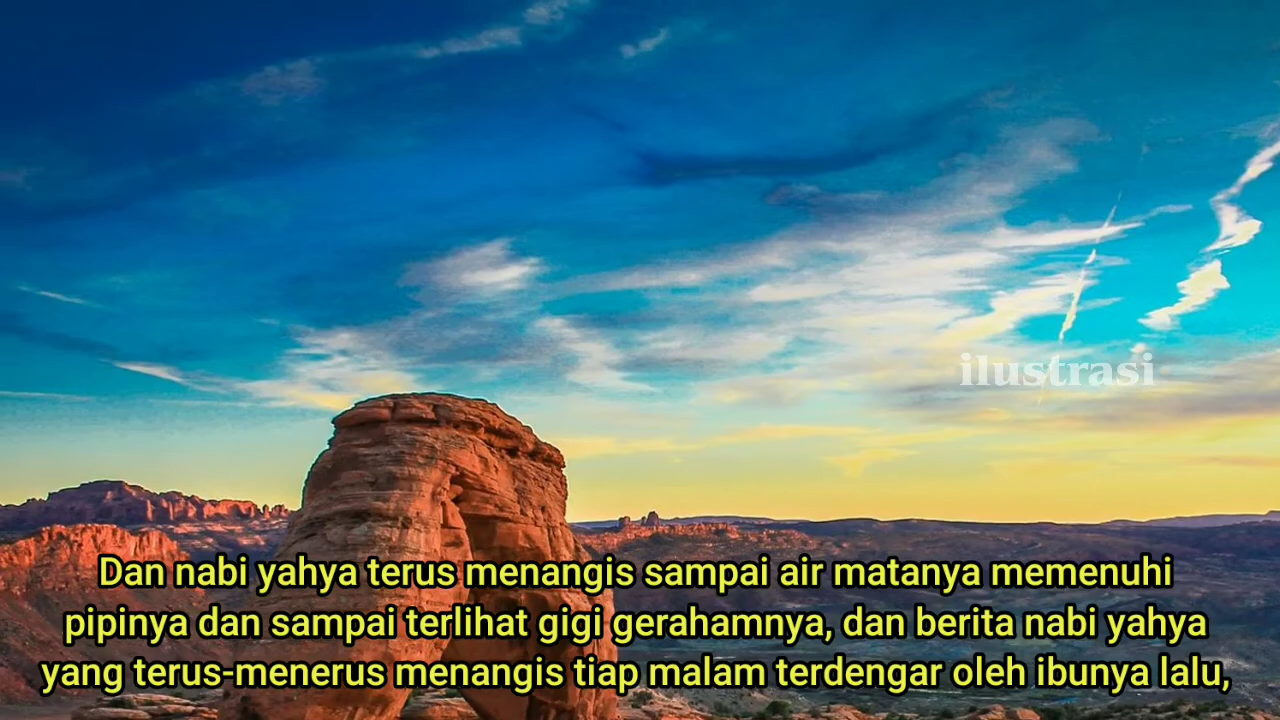 ilustrasi
Dan nabi yahya terus menangis sampai air matanya memenuhi
pipinya dan sampai terlihat gigi gerahamnya, dan berita nabi yahya
yang terus-menerus menangis tiap malam terdengar oleh ibunya lalu,